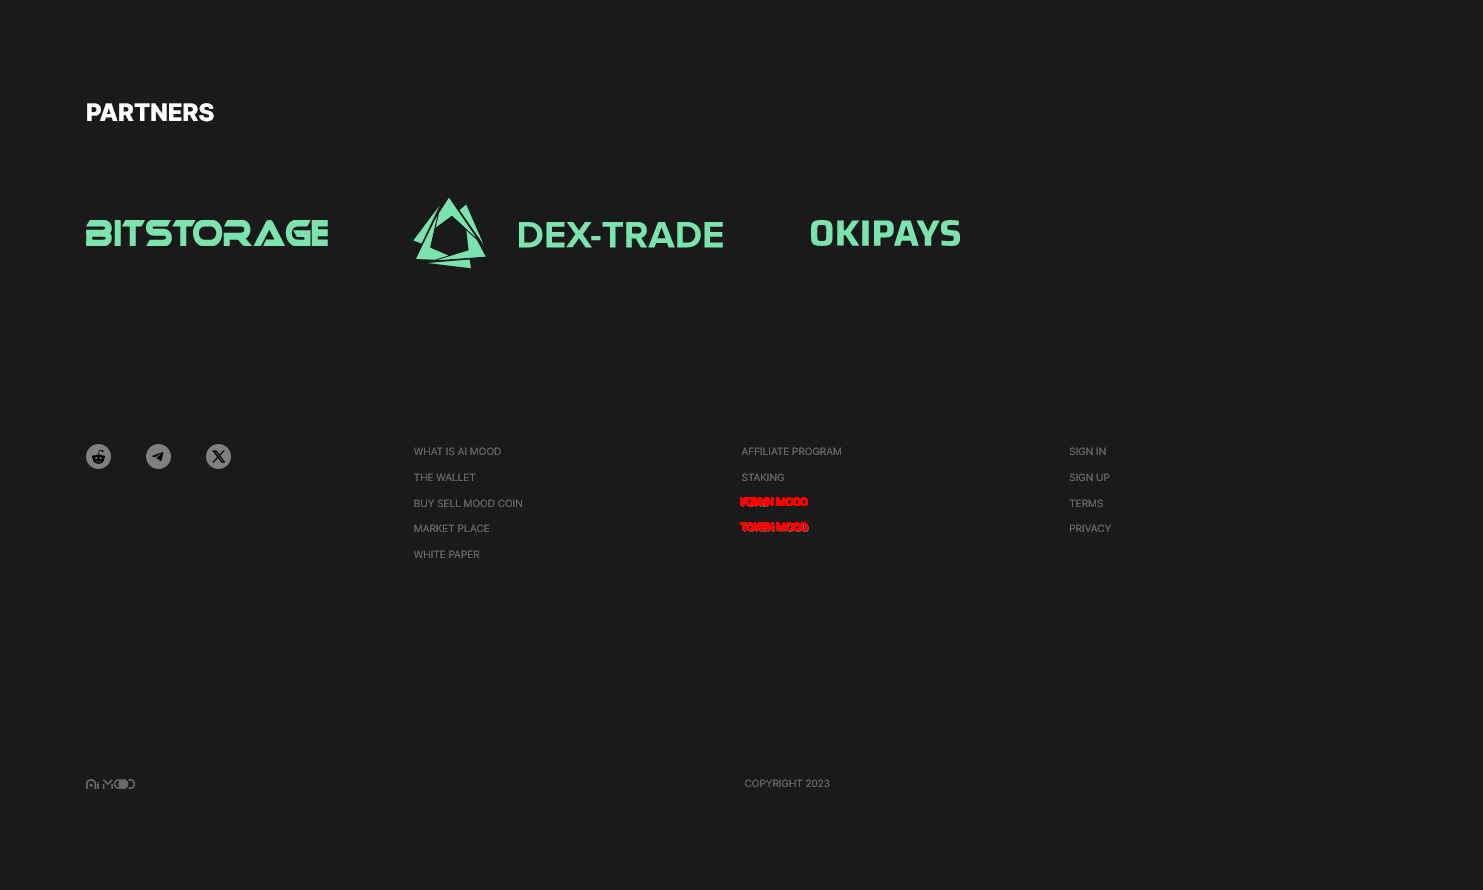 PARTNERS
BITSTORAGE
DEX-TRADE
OKIPAYS
WHAT IS AI MOOD
THE WALLET
BUY SELL MOOD COIN
MARKET PLACE
WHITE PAPER
AFFILIATE PROGRAM
STAKING
MOOD
TOKEN MOOD
SIGN IN
SIGN UP
TERMS
PRIVACY
Ai MOOD
COPYRIGHT 2023